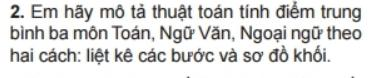 2. Em hãy mô tả thuật toán tính điểm trung
bình ba môn Toán, Ngữ Văn, Ngoại ngữ theo
hai cách: liệt kê các bước và sơ đồ khối.